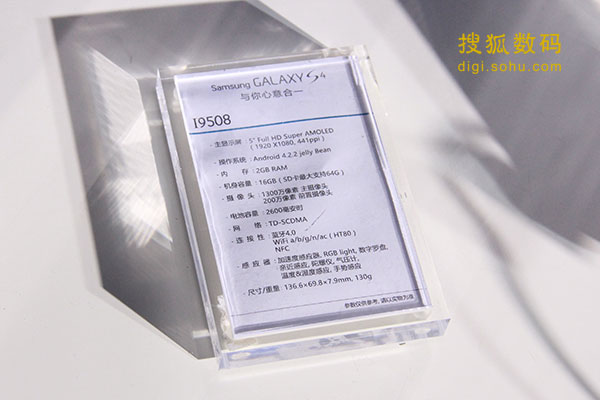 搜狐数码
digi.sohu.com
Samsung GALAXY S4
与你心意合一
I9508
· 主显示屏 : 5" Full HD Super AMOLED
( 1920 X1080, 441ppi )
· 操作系统 : Android 4.2.2 Jelly Bean
· 内 存 : 2GB RAM
· 机身容量 : 16GB ( SD卡最大支持64G )
· 摄 像 头 : 1300万像素 主摄像头
200万像素 前置摄像头
· 电池容量 : 2600毫安时
· 网 络 : TD-SCDMA
· 连 接 性 : 蓝牙4.0
WiFi a/b/g/n/ac ( HT80 )
NFC
· 感 应 器 : 加速度感应器, RGB light, 数字罗盘,
亲近感应, 陀螺仪, 气压计,
温度&湿度感应, 手势感应
· 尺寸/重量 : 136.6×69.8×7.9mm, 130g
参数仅供参考, 请以实物为准